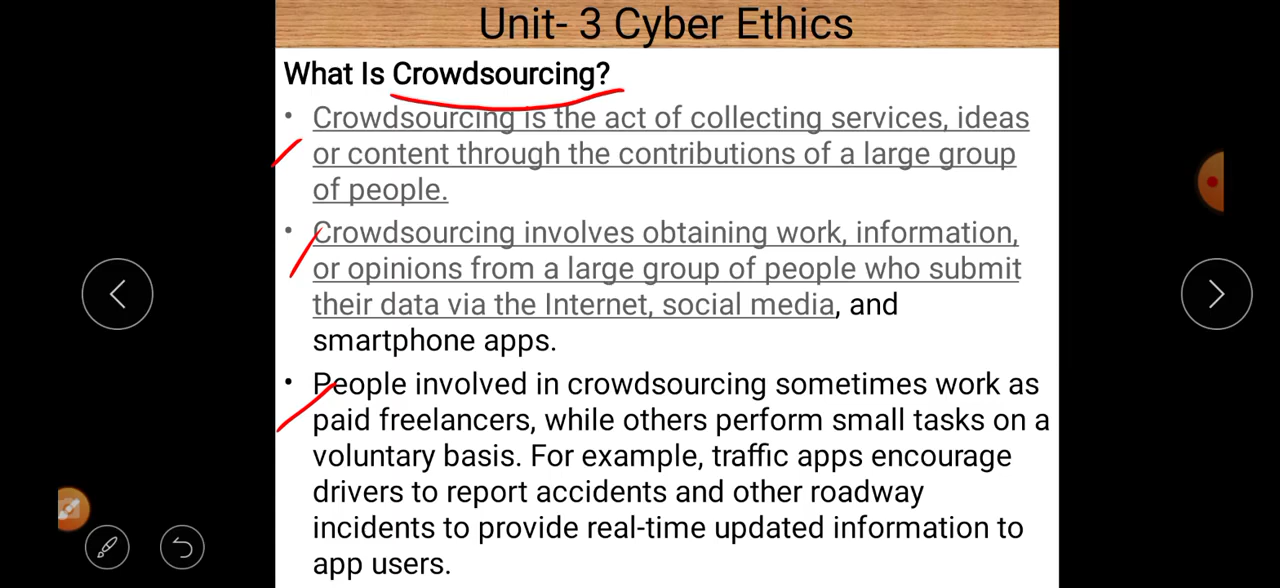 Unit- 3 Cyber Ethics
What Is Crowdsourcing?
• Crowdsourcing is the act of collecting services, ideas
or content through the contributions of a large group
of people.
• Crowdsourcing involves obtaining work, information,
or opinions from a large group of people who submit
their data via the Internet, social media, and
smartphone apps.
• People involved in crowdsourcing sometimes work as
paid freelancers, while others perform small tasks on a
voluntary basis. For example, traffic apps encourage
drivers to report accidents and other roadway
incidents to provide real-time updated information to
app users.